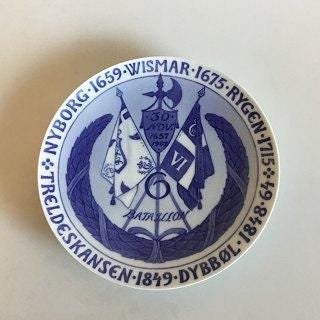 NYBORG·1659·WISMAR·1675·RYGEN·1715
TRELDESKANSEN·1849·DYBBØL·1848·64
30
NOV.
1657
1907
VI
6
BATAILLON